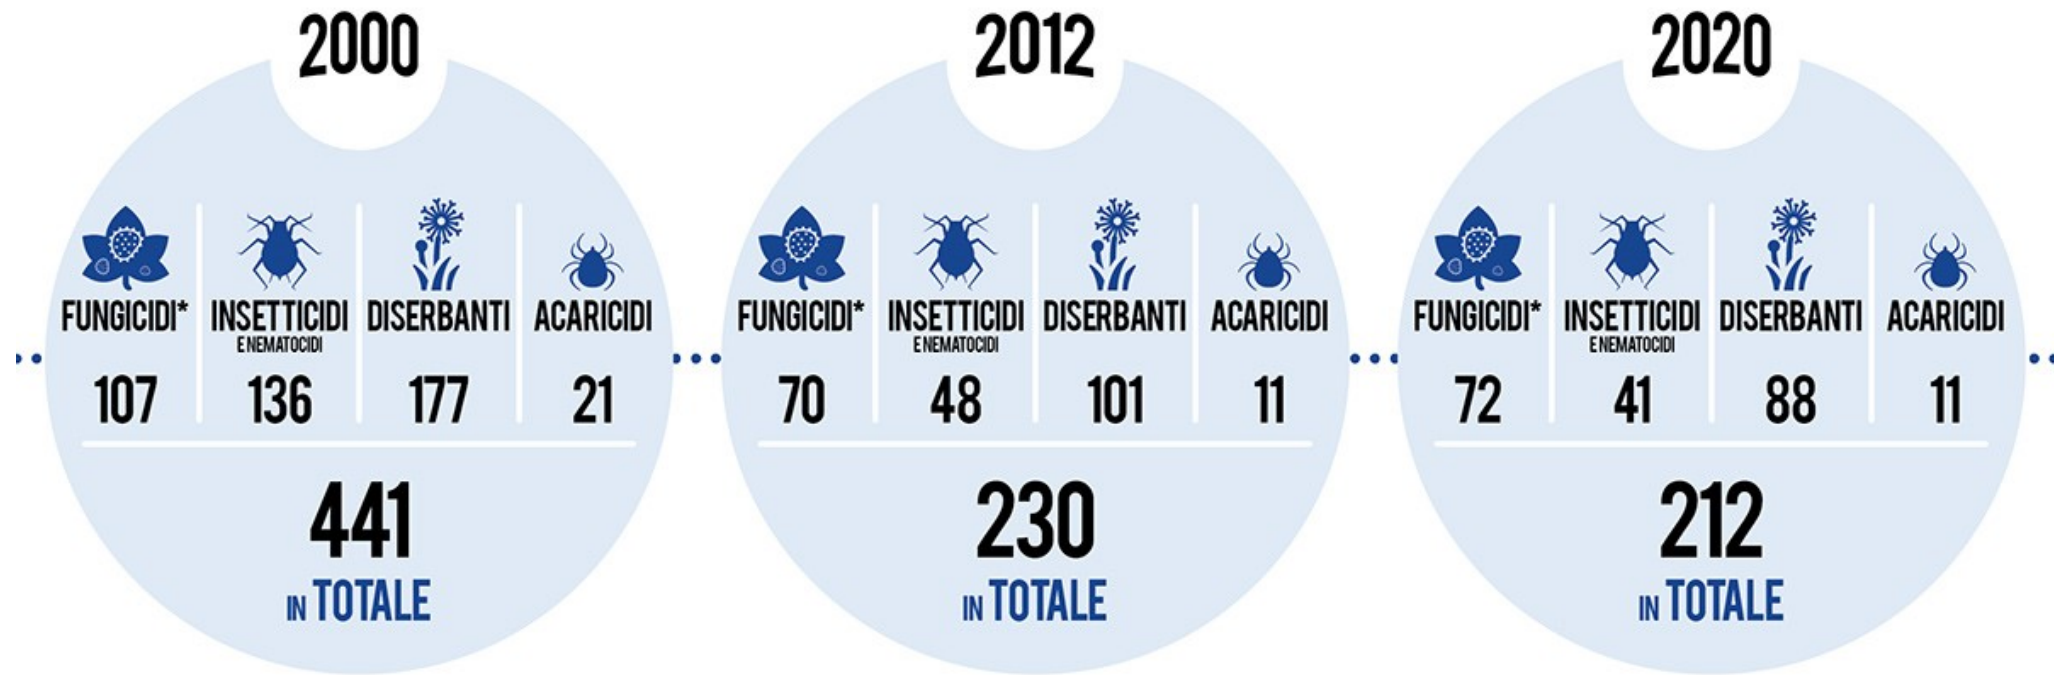 2000
FUNGICIDI* INSETTICIDI DISERBANTI ACARICIDI
E NEMATOCIDI
107 136 177 21
441
IN TOTALE
2012
FUNGICIDI* INSETTICIDI DISERBANTI ACARICIDI
E NEMATOCIDI
70 48 101 11
230
IN TOTALE
2020
FUNGICIDI* INSETTICIDI DISERBANTI ACARICIDI
E NEMATOCIDI
72 41 88 11
212
IN TOTALE